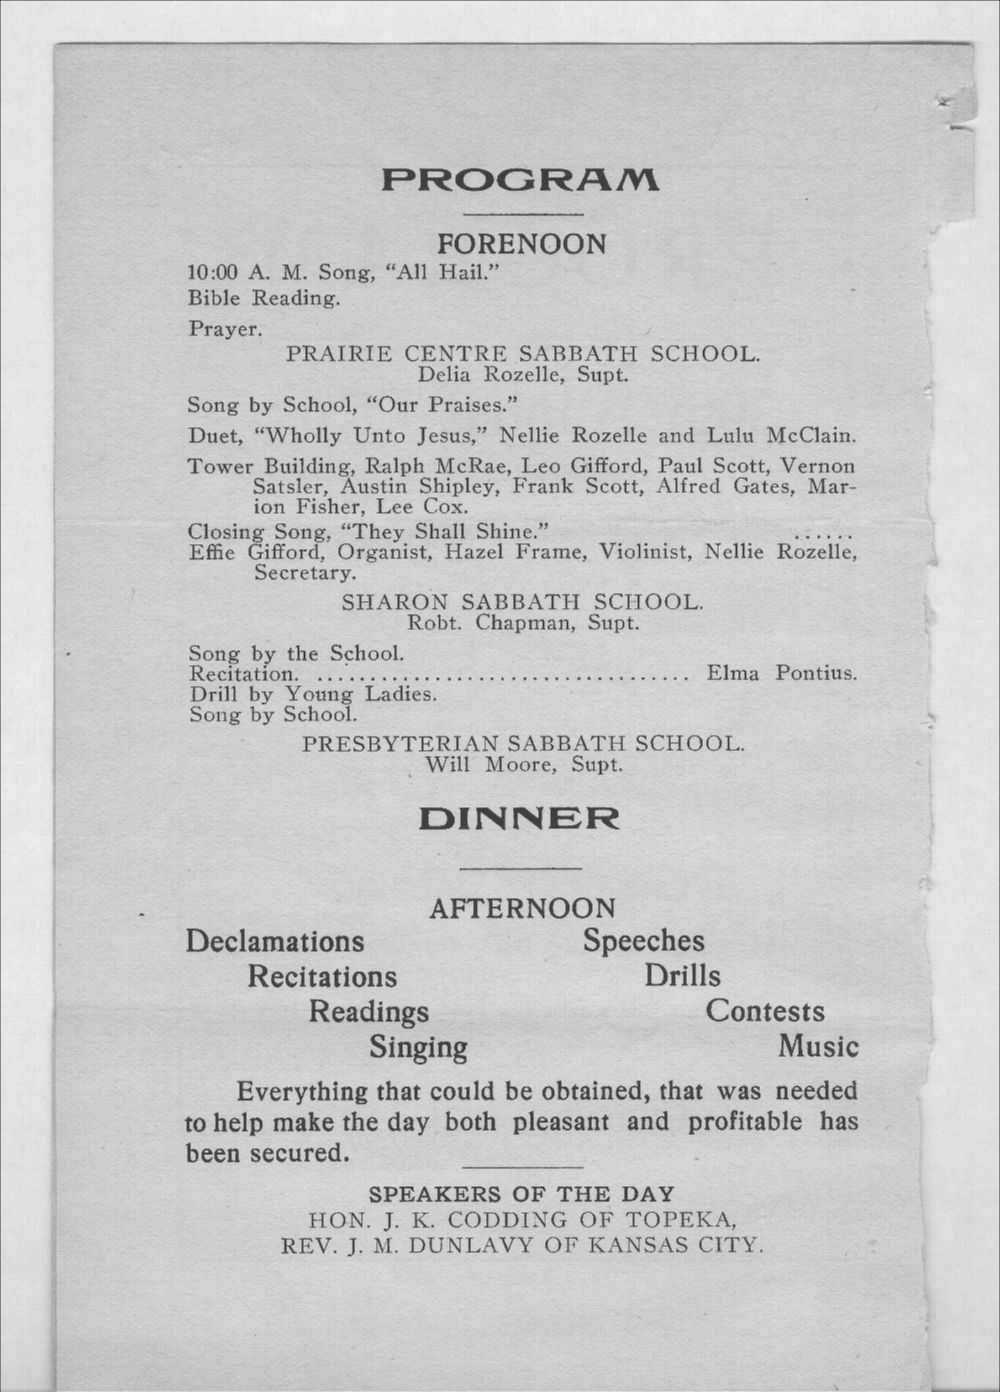 PROGRAM
FORENOON
10:00 A. M. Song, “All Hail.”
Bible Reading.
Prayer.
PRAIRIE CENTRE SABBATH SCHOOL.
Delia Rozelle, Supt.
Song by School, “Our Praises.”
Duet, “Wholly Unto Jesus,” Nellie Rozelle and Lulu McClain.
Tower Building, Ralph McRae, Leo Gifford, Paul Scott, Vernon
Satsler, Austin Shipley, Frank Scott, Alfred Gates, Mar-
ion Fisher, Lee Cox.
Closing Song, “They Shall Shine.” ......
Effie Gifford, Organist, Hazel Frame, Violinist, Nellie Rozelle,
Secretary.
SHARON SABBATH SCHOOL.
Robt. Chapman, Supt.
Song by the School.
Recitation. .................................... Elma Pontius.
Drill by Young Ladies.
Song by School.
PRESBYTERIAN SABBATH SCHOOL.
Will Moore, Supt.
DINNER
AFTERNOON
Declamations Speeches
Recitations Drills
Readings Contests
Singing Music
Everything that could be obtained, that was needed
to help make the day both pleasant and profitable has
been secured.
SPEAKERS OF THE DAY
HON. J. K. CODDING OF TOPEKA,
REV. J. M. DUNLAVY OF KANSAS CITY.